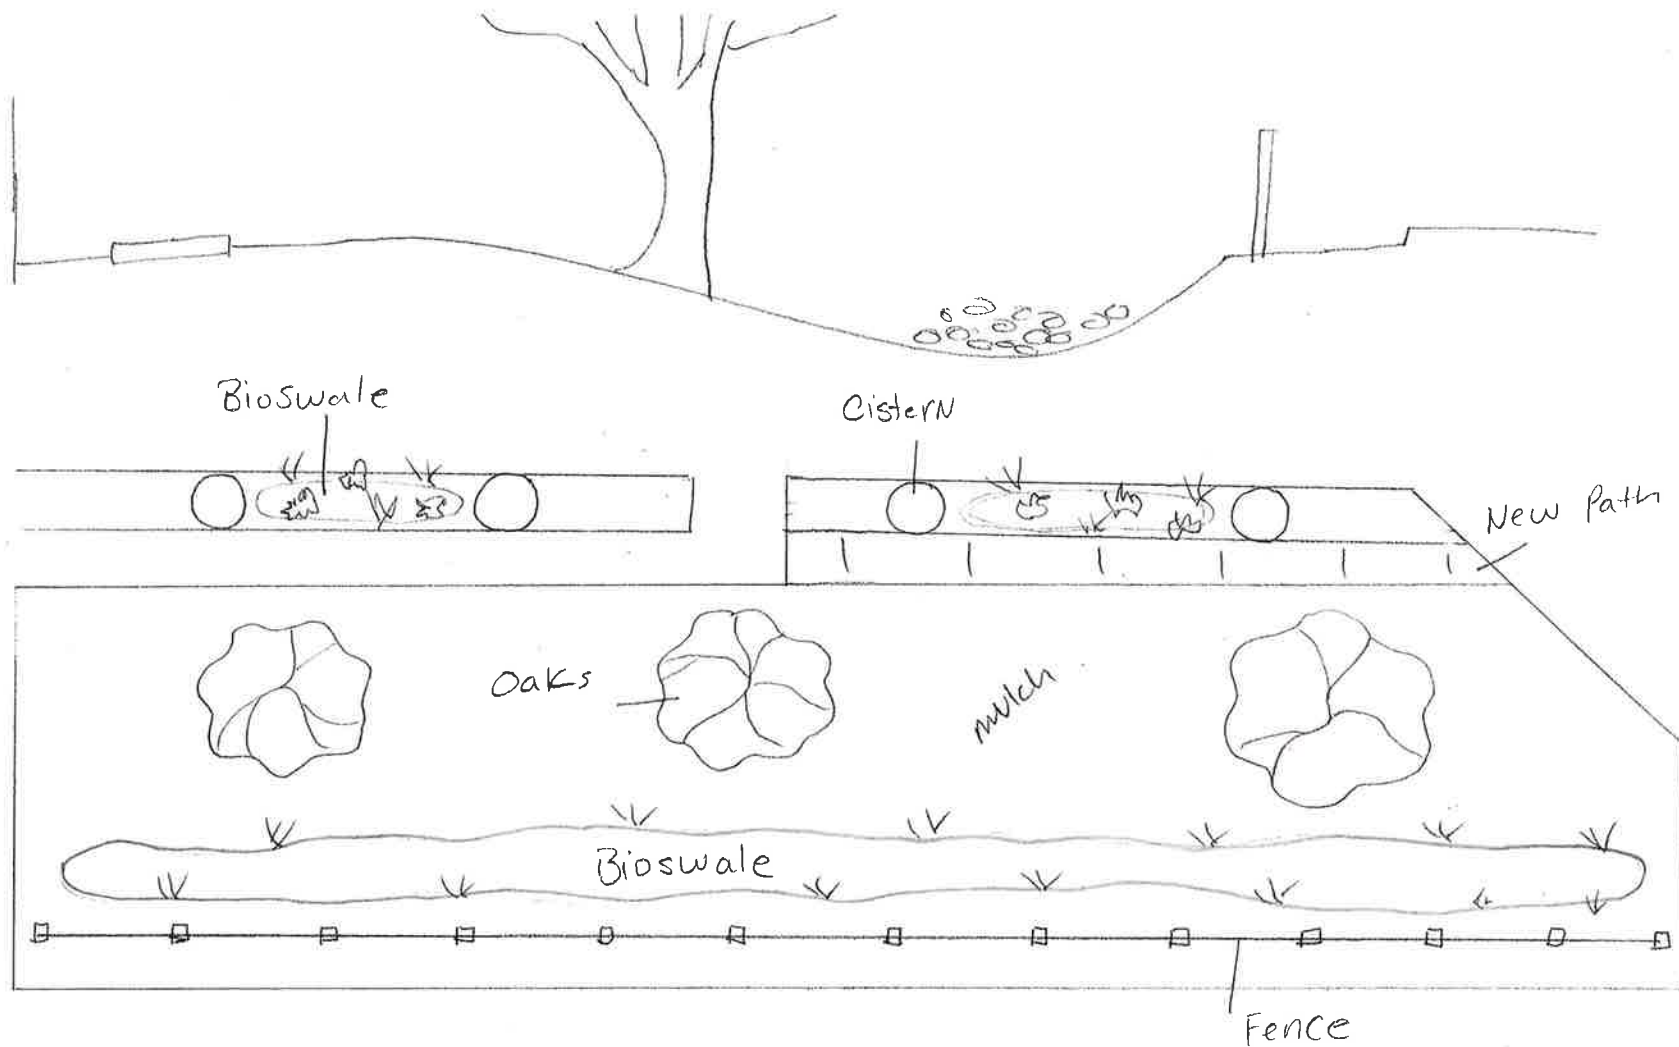 Bioswale
Cistern
New Path
Oaks
mulch
Bioswale
Fence